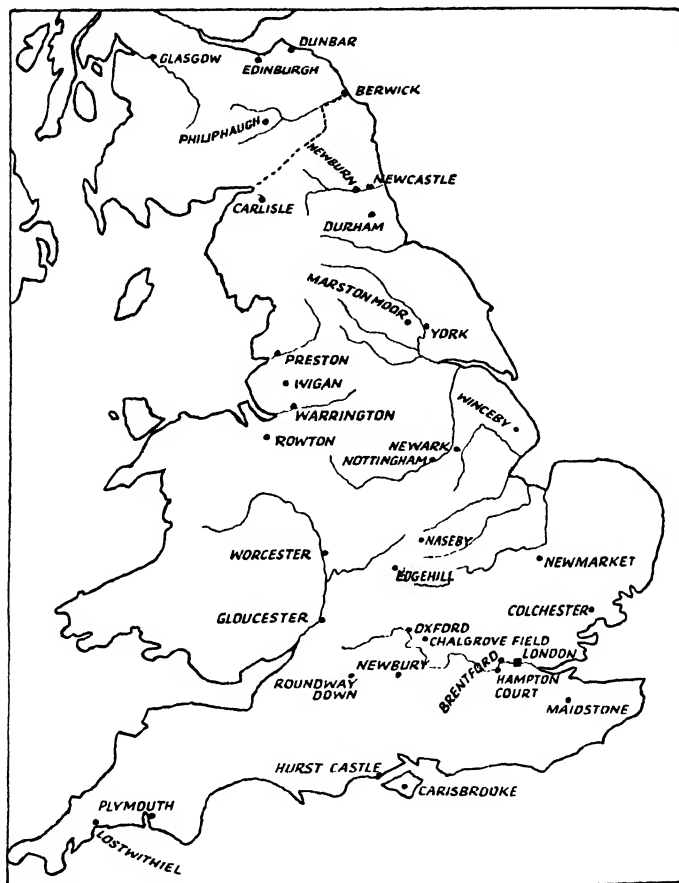 DUNBAR
GLASGOW
EDINBURGH
BERWICK
PHILIPHAUGH
NEWBURN
NEWCASTLE
CARLISLE
DURHAM
MARSTON MOOR
YORK
PRESTON
WIGAN
WINCEBY
WARRINGTON
ROWTON
NEWARK
NOTTINGHAM
NASEBY
WORCESTER
NEWMARKET
EDGEHILL
COLCHESTER
GLOUCESTER
OXFORD
CHALGROVE FIELD
LONDON
BRENTFORD
NEWBURY
ROUNDWAY
DOWN
HAMPTON
COURT
MAIDSTONE
HURST CASTLE
CARISBROOKE
PLYMOUTH
LOSTWITHIEL